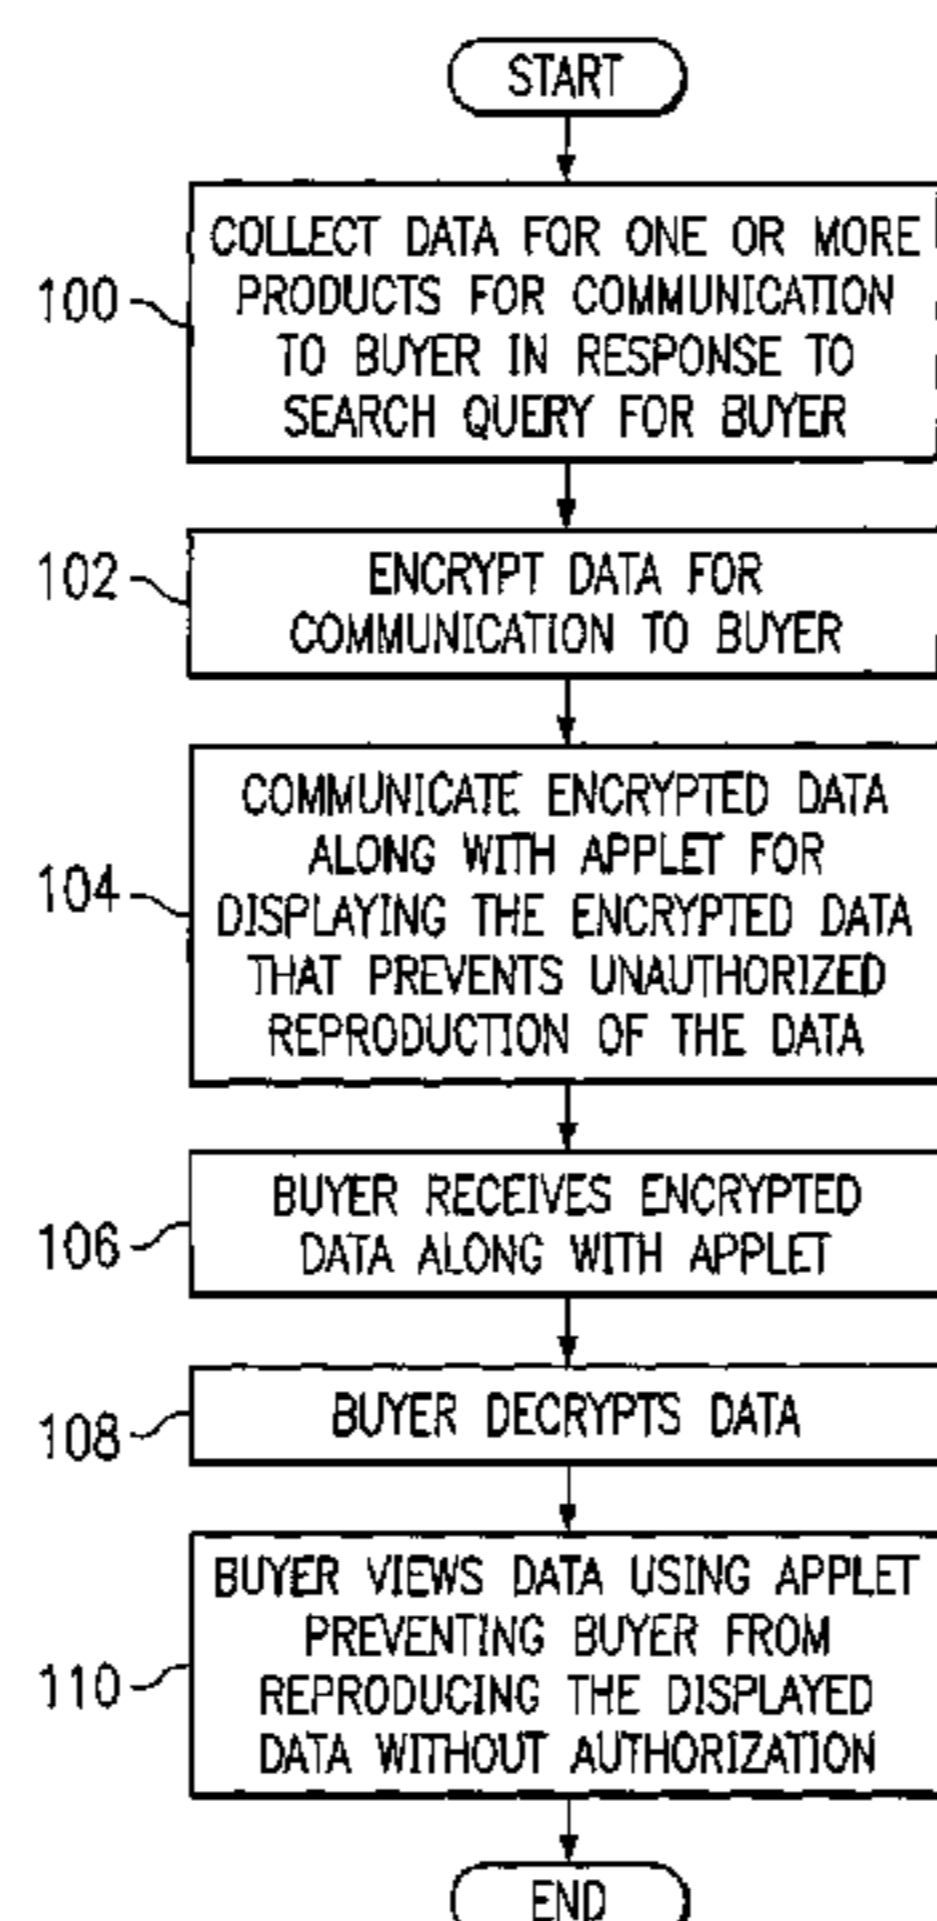 START
COLLECT DATA FOR ONE OR MORE
PRODUCTS FOR COMMUNICATION
TO BUYER IN RESPONSE TO
SEARCH QUERY FOR BUYER
100
ENCRYPT DATA FOR
COMMUNICATION TO BUYER
102
COMMUNICATE ENCRYPTED DATA
ALONG WITH APPLET FOR
DISPLAYING THE ENCRYPTED DATA
THAT PREVENTS UNAUTHORIZED
REPRODUCTION OF THE DATA
104
BUYER RECEIVES ENCRYPTED
DATA ALONG WITH APPLET
106
BUYER DECRYPTS DATA
108
BUYER VIEWS DATA USING APPLET
PREVENTING BUYER FROM
REPRODUCING THE DISPLAYED
DATA WITHOUT AUTHORIZATION
110
END